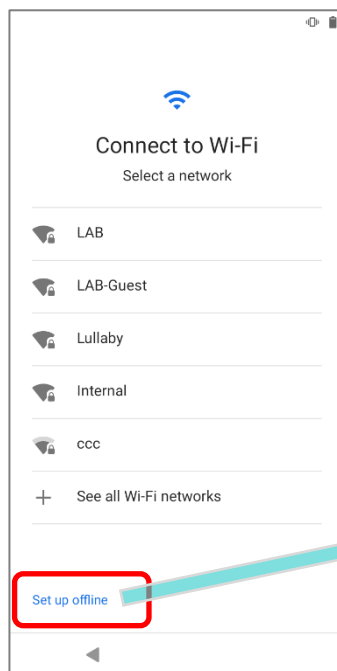 Connect to Wi-Fi
Select a network
LAB
LAB-Guest
Lullaby
Internal
ccc
See all Wi-Fi networks
Set up offline